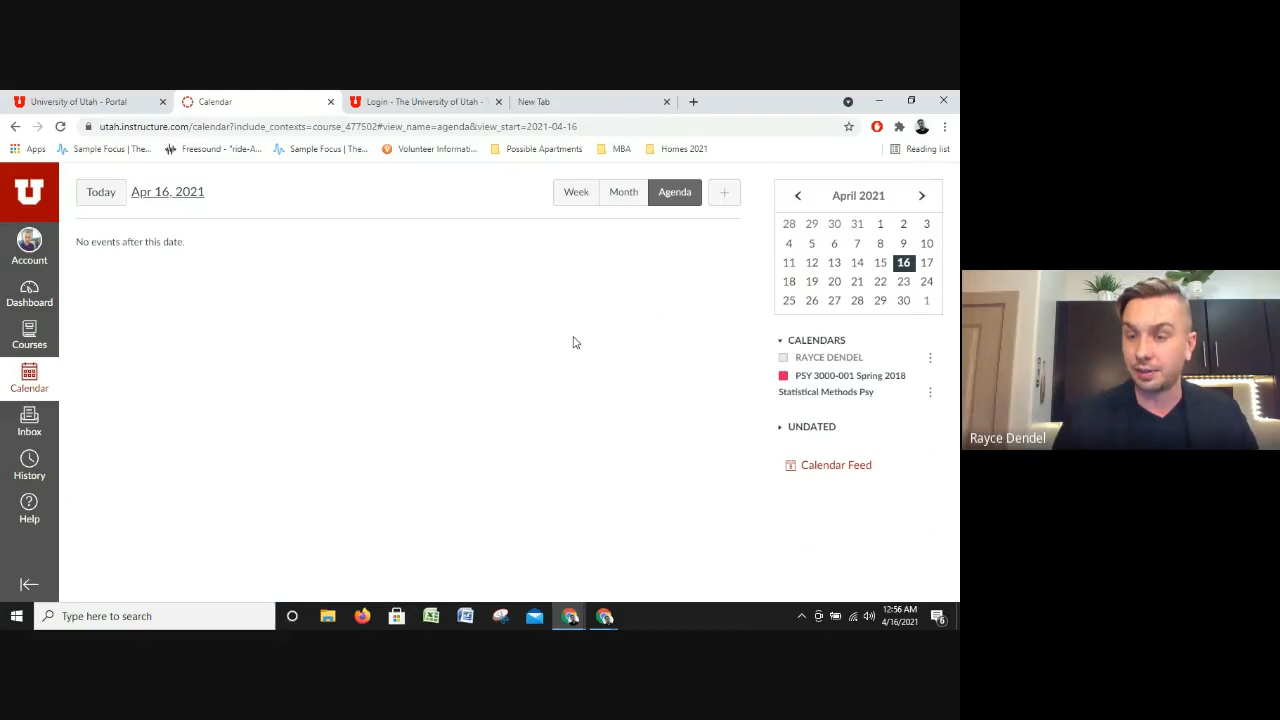 University of Utah - Portal
Calendar
Login - The University of Utah -
New Tab
utah.instructure.com/calendar?include_contexts=course_477502#view_name=agenda&view_start=2021-04-16
Apps
Sample Focus | The...
Freesound - "ride-A...
Sample Focus | The...
Volunteer Informati...
Possible Apartments
MBA
Homes 2021
Reading list
U
Account
Dashboard
Courses
Calendar
Inbox
History
Help
Today
Apr 16, 2021
Week
Month
Agenda
No events after this date.
April 2021
28 29 30 31 1 2 3
4 5 6 7 8 9 10
11 12 13 14 15 16 17
18 19 20 21 22 23 24
25 26 27 28 29 30 1
CALENDARS
RAYCE DENDEL
PSY 3000-001 Spring 2018
Statistical Methods Psy
UNDATED
Calendar Feed
Rayce Dendel
Type here to search
12:56 AM
4/16/2021
6